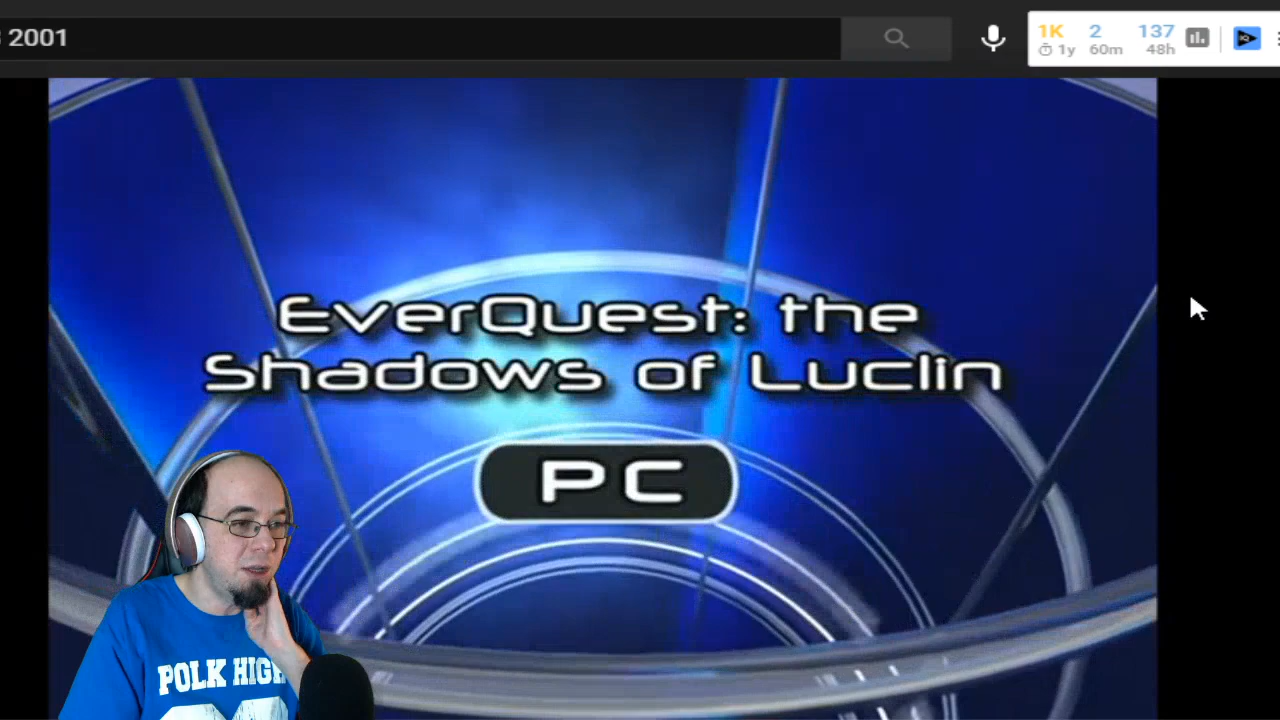 2001
1K 2 137
1y 60m 48h
EverQuest: the
Shadows of Luclin
PC
POLK HIGH